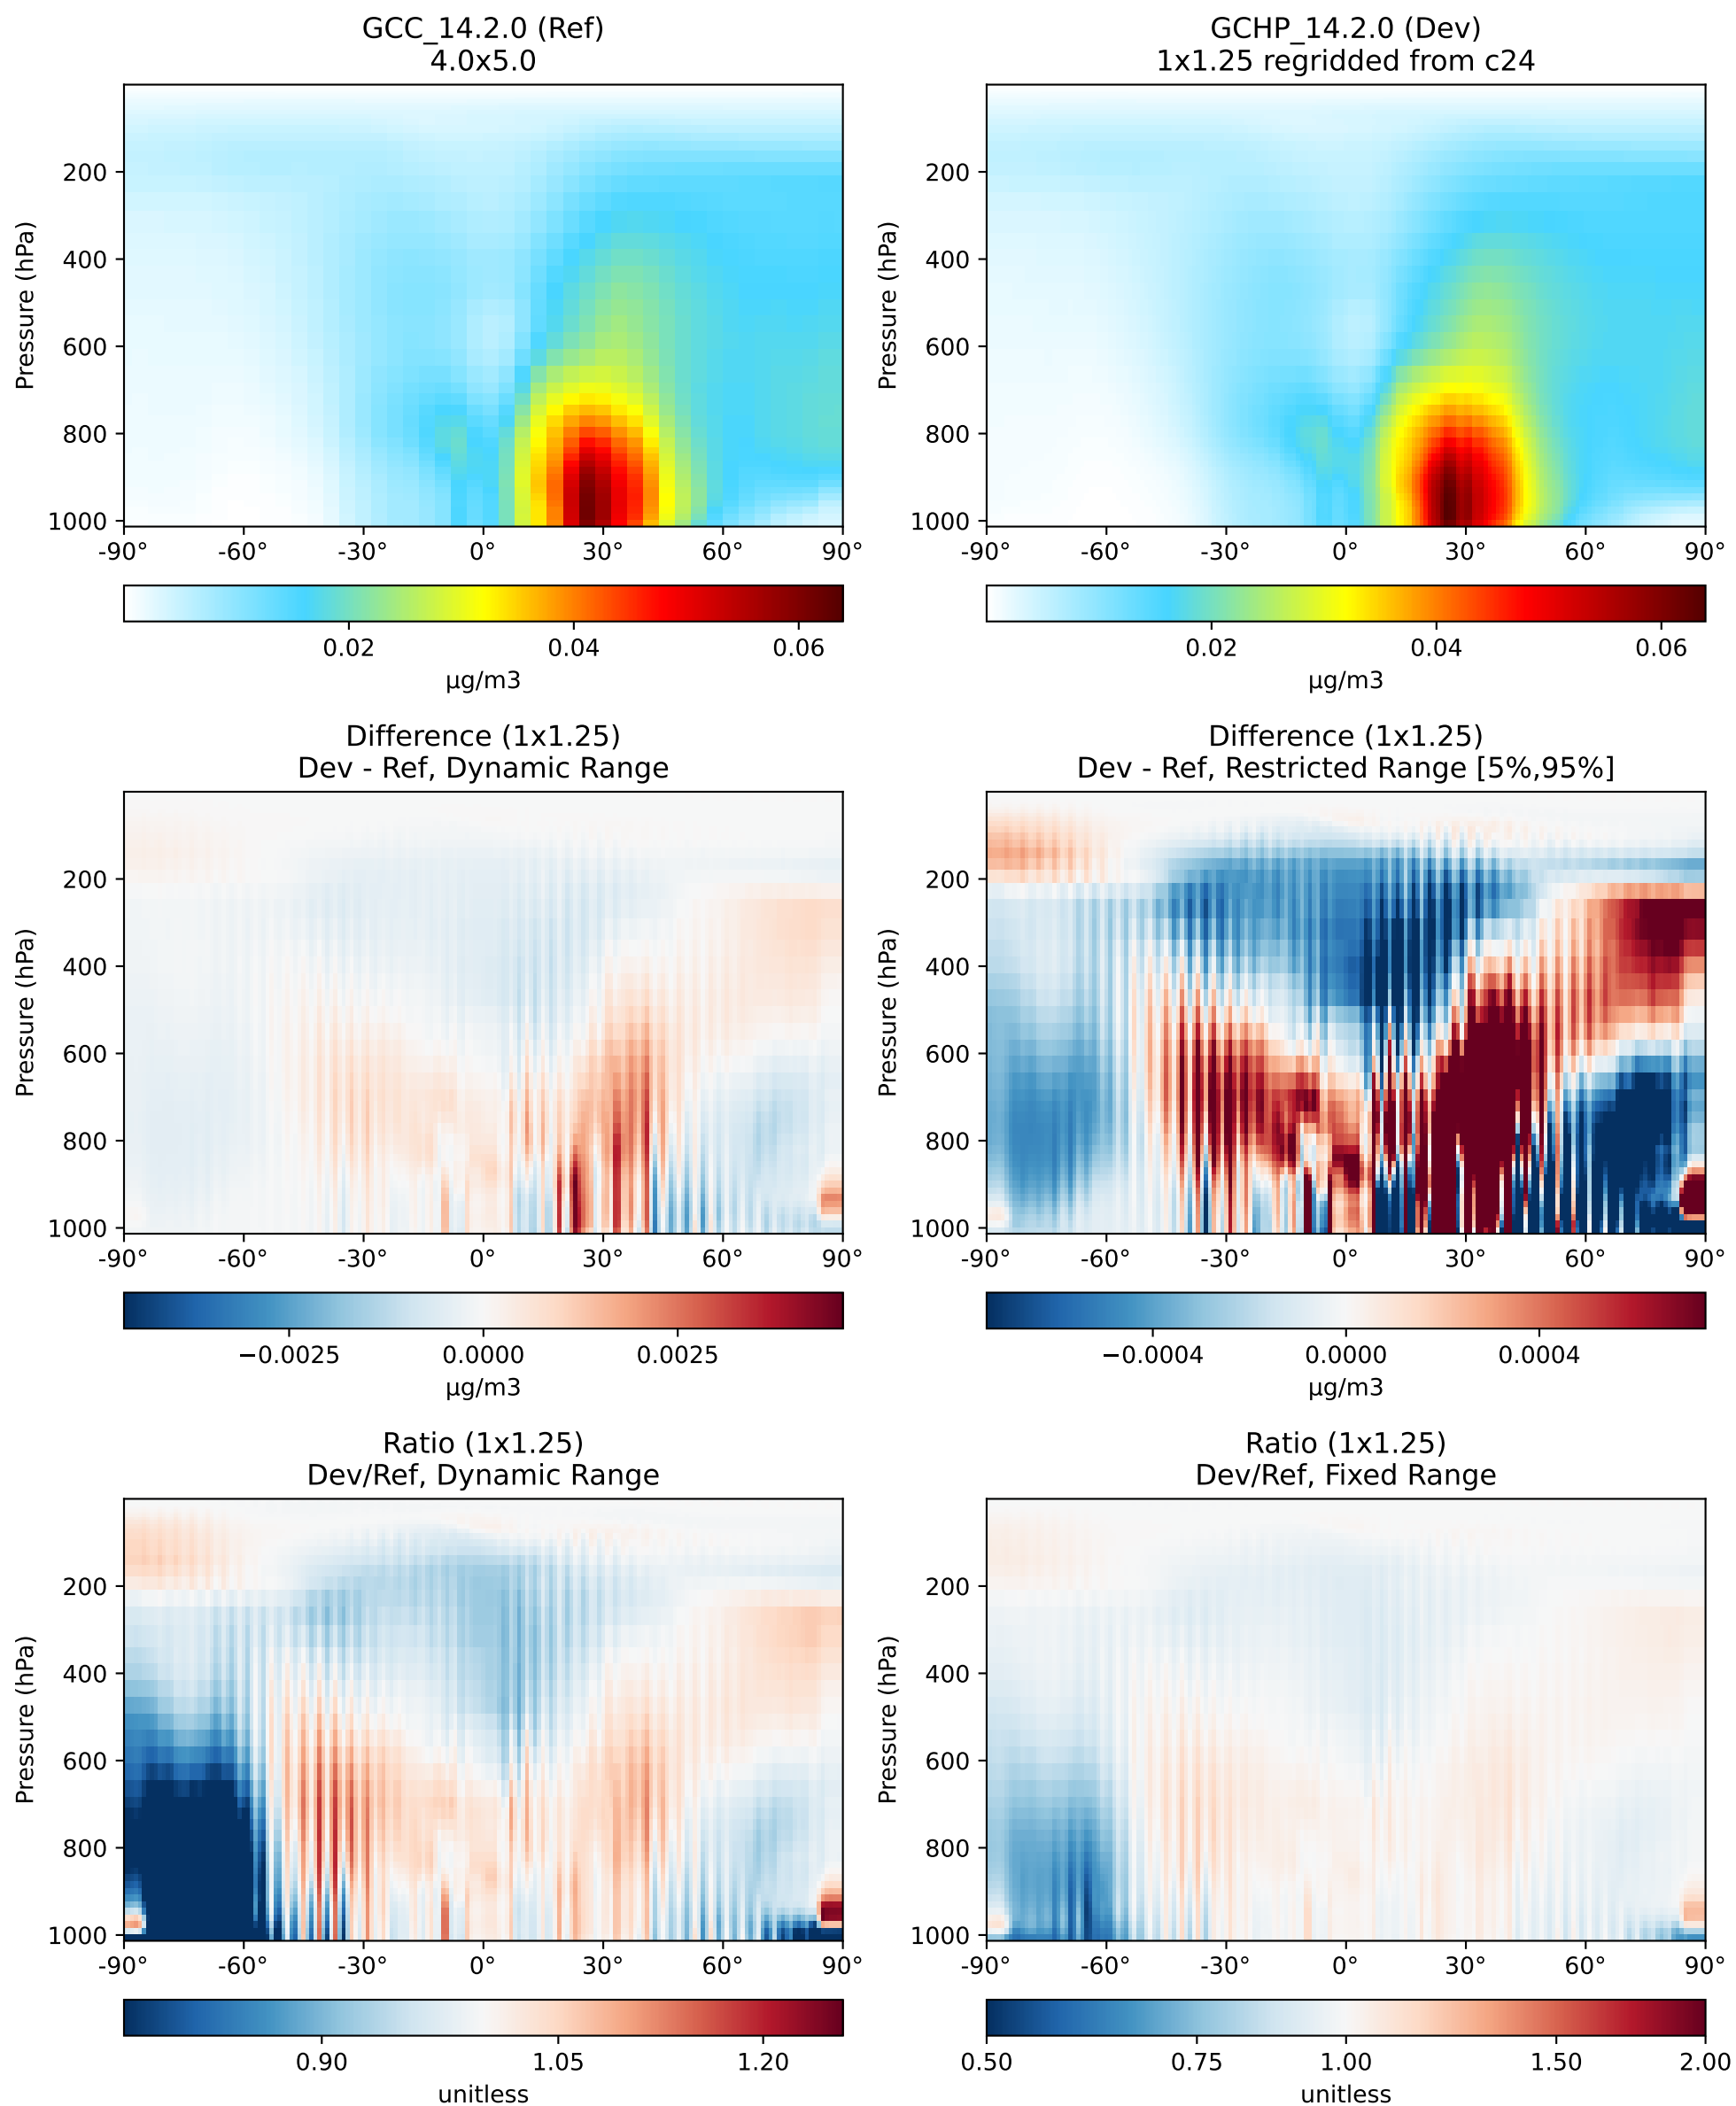 GCC_14.2.0 (Ref)
4.0x5.0
GCHP_14.2.0 (Dev)
1x1.25 regridded from c24
Pressure (hPa)
200
400
600
800
1000
-90° -60° -30° 0° 30° 60° 90°
0.02 0.04 0.06
µg/m3
Pressure (hPa)
200
400
600
800
1000
-90° -60° -30° 0° 30° 60° 90°
0.02 0.04 0.06
µg/m3
Difference (1x1.25)
Dev - Ref, Dynamic Range
Difference (1x1.25)
Dev - Ref, Restricted Range [5%,95%]
Pressure (hPa)
200
400
600
800
1000
-90° -60° -30° 0° 30° 60° 90°
−0.0025 0.0000 0.0025
µg/m3
Pressure (hPa)
200
400
600
800
1000
-90° -60° -30° 0° 30° 60° 90°
−0.0004 0.0000 0.0004
µg/m3
Ratio (1x1.25)
Dev/Ref, Dynamic Range
Ratio (1x1.25)
Dev/Ref, Fixed Range
Pressure (hPa)
200
400
600
800
1000
-90° -60° -30° 0° 30° 60° 90°
0.90 1.05 1.20
unitless
Pressure (hPa)
200
400
600
800
1000
-90° -60° -30° 0° 30° 60° 90°
0.50 0.75 1.00 1.50 2.00
unitless